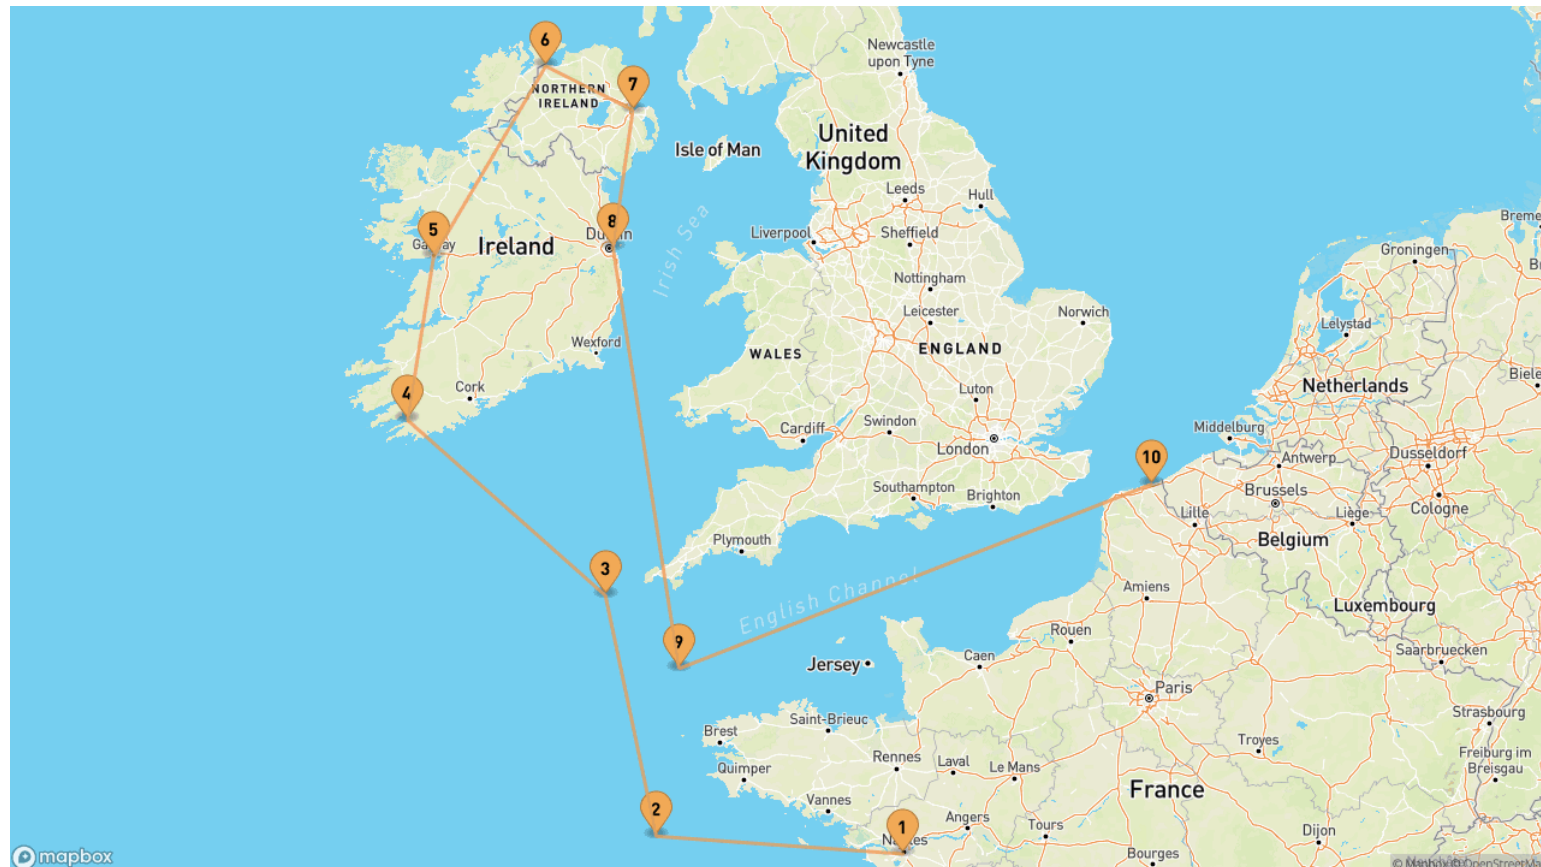 6
Newcastle
upon Tyne
7
NORTHERN
IRELAND
United
Kingdom
Isle of Man
Leeds
Hull
Irish Sea
5
8
Ireland
Liverpool
Sheffield
Groningen
Nottingham
Leicester
Norwich
Lelystad
Wexford
WALES
ENGLAND
Netherlands
4
Cork
Luton
Swindon
Cardiff
London
Middelburg
10
Antwerp
Dusseldorf
Southampton
Brighton
Brussels
Cologne
Lille
Liège
Belgium
Plymouth
3
English Channel
Amiens
Luxembourg
9
Rouen
Jersey
Caen
Saarbruecken
Paris
Saint-Brieuc
Strasbourg
Brest
Troyes
Rennes
Laval
Le Mans
Freiburg im
Breisgau
Quimper
France
2
Vannes
1
Angers
Tours
Dijon
Bourges
mapbox